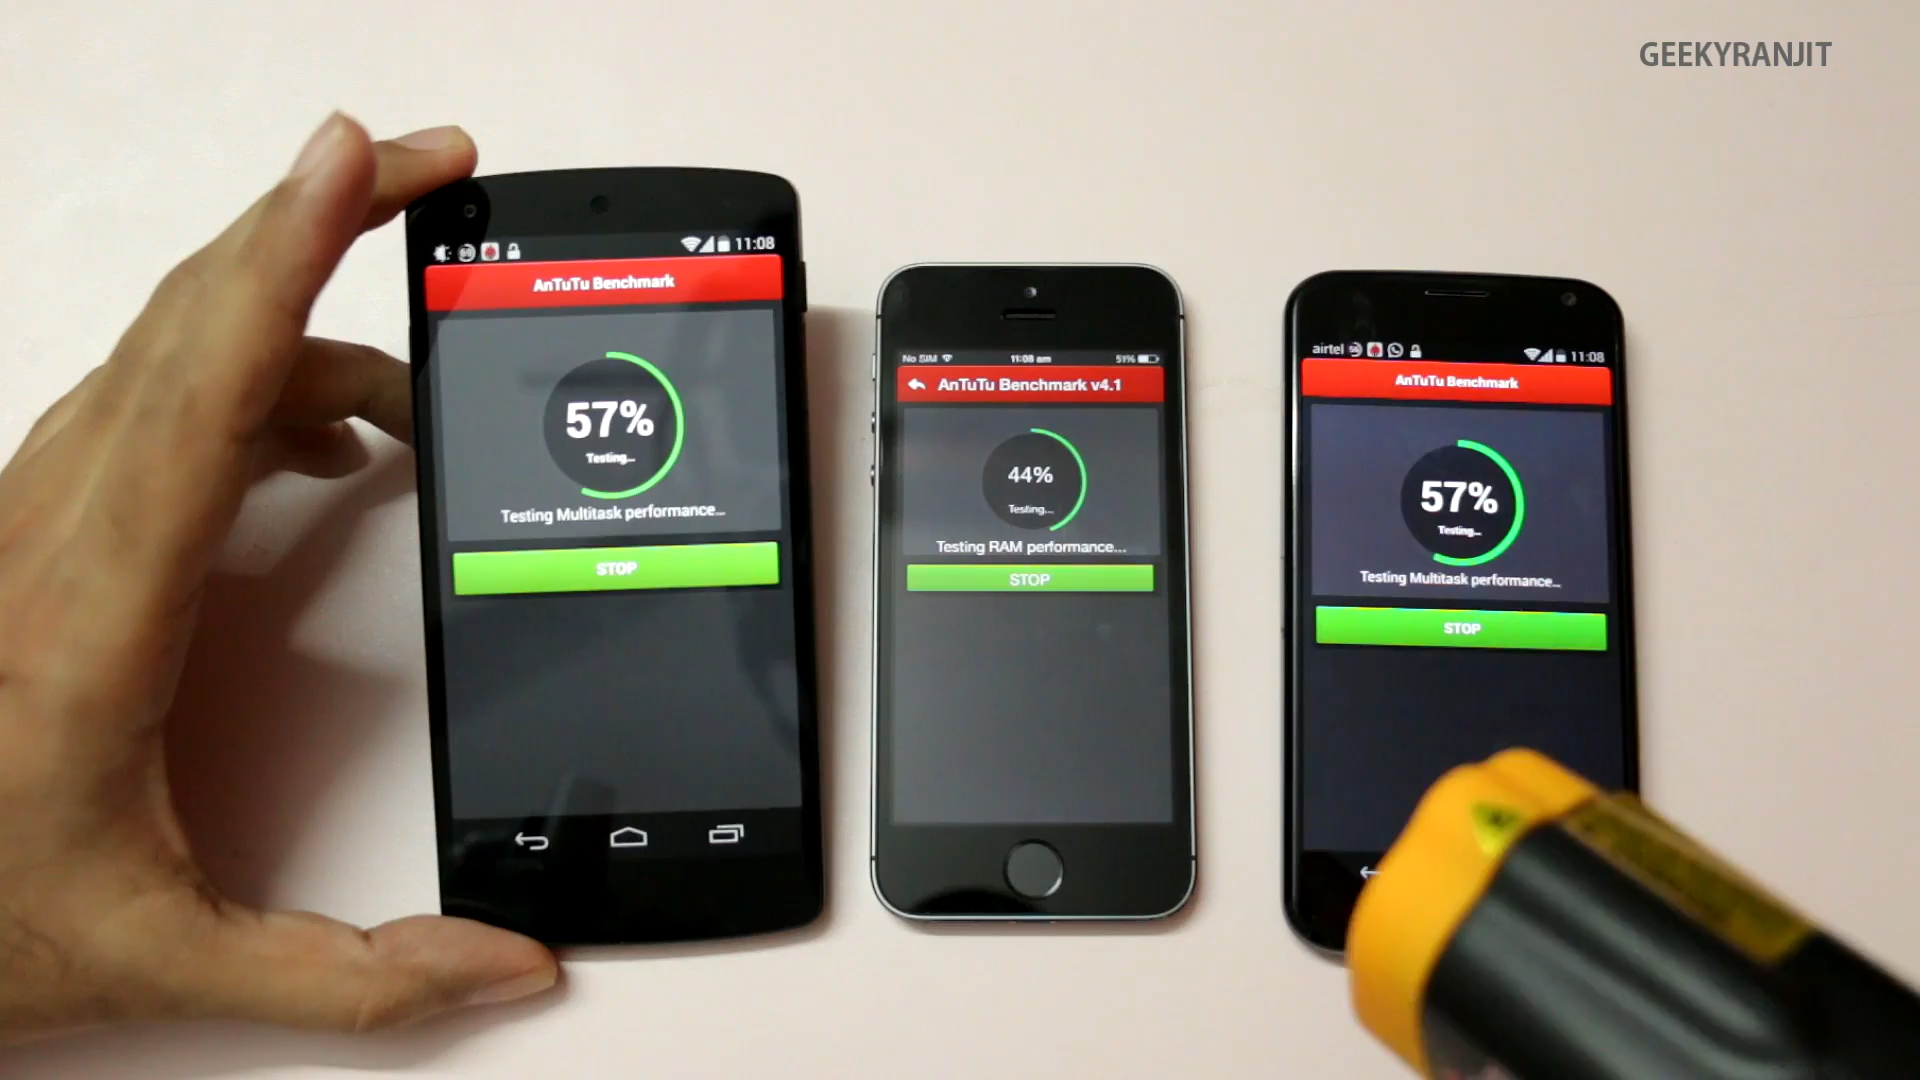 GEEKYRANJIT
11:08
AnTuTu Benchmark
57%
Testing...
Testing Multitask performance...
STOP
No SIM
11:08 am
51%
AnTuTu Benchmark v4.1
44%
Testing...
Testing RAM performance...
STOP
airtel
11:08
AnTuTu Benchmark
57%
Testing...
Testing Multitask performance...
STOP